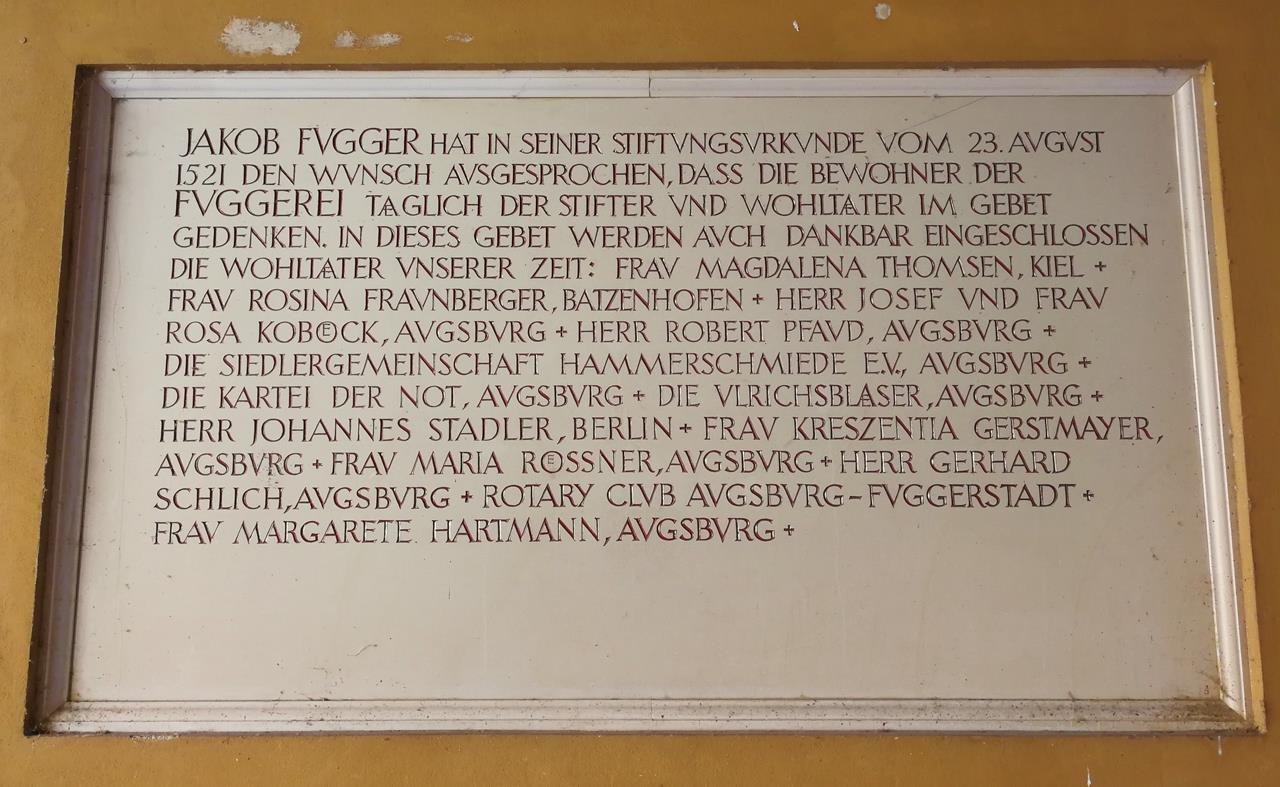 JAKOB FVGGER HAT IN SEINER STIFTVNGSVRKVNDE VOM 23. AVGVST
1521 DEN WVNSCH AVSGESPROCHEN, DASS DIE BEWOHNER DER
FVGGEREI TÄGLICH DER STIFTER VND WOHLTÄTER IM GEBET
GEDENKEN. IN DIESES GEBET WERDEN AVCH DANKBAR EINGESCHLOSSEN
DIE WOHLTÄTER VNSERER ZEIT: FRAV MAGDALENA THOMSEN, KIEL +
FRAV ROSINA FRAVNBERGER, BATZENHOFEN + HERR JOSEF VND FRAV
ROSA KOBÖCK, AVGSBVRG + HERR ROBERT PFAVD, AVGSBVRG +
DIE SIEDLERGEMEINSCHAFT HAMMERSCHMIEDE E.V., AVGSBVRG +
DIE KARTEI DER NOT, AVGSBVRG + DIE VLRICHSBLÄSER, AVGSBVRG +
HERR JOHANNES STADLER, BERLIN + FRAV KRESZENTIA GERSTMAYER,
AVGSBVRG + FRAV MARIA RÖSSNER, AVGSBVRG + HERR GERHARD
SCHLICH, AVGSBVRG + ROTARY CLVB AVGSBVRG-FVGGERSTADT +
FRAV MARGARETE HARTMANN, AVGSBVRG +